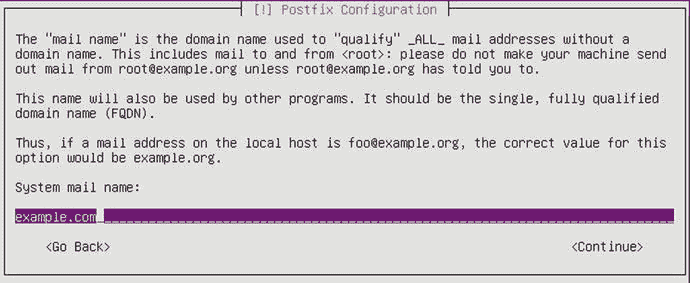 [!] Postfix Configuration
The "mail name" is the domain name used to "qualify" _ALL_ mail addresses without a
domain name. This includes mail to and from <root>: please do not make your machine send
out mail from root@example.org unless root@example.org has told you to.
This name will also be used by other programs. It should be the single, fully qualified
domain name (FQDN).
Thus, if a mail address on the local host is foo@example.org, the correct value for this
option would be example.org.
System mail name:
example.com
<Go Back> <Continue>